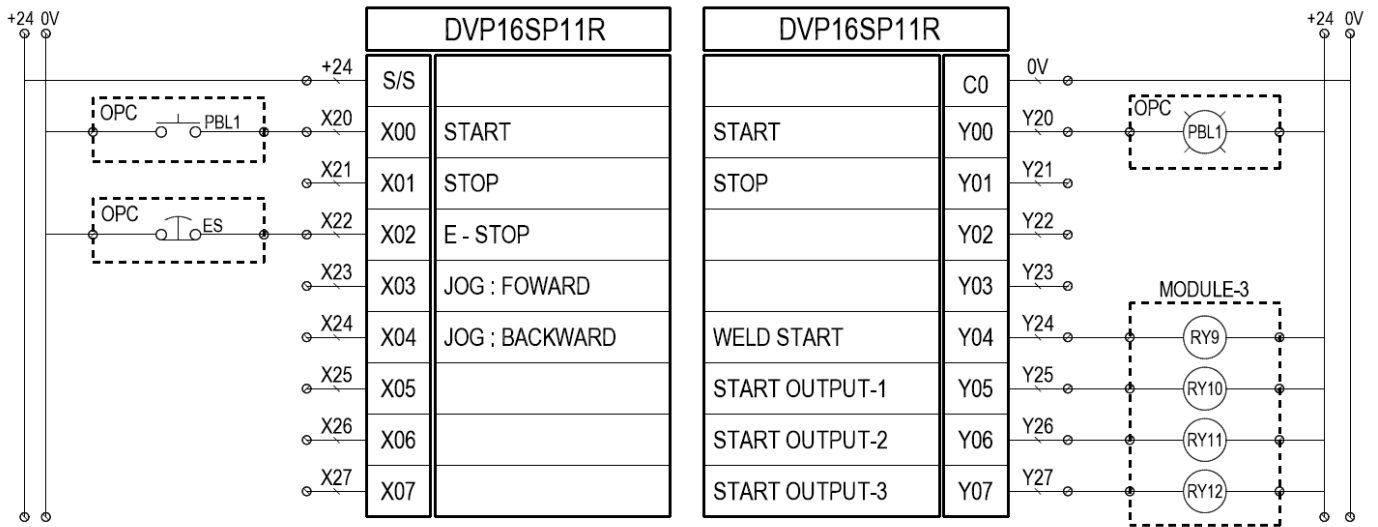 +24 0V
DVP16SP11R
+24 S/S
OPC PBL1 X20 X00 START
X21 X01 STOP
OPC ES X22 X02 E - STOP
X23 X03 JOG : FOWARD
X24 X04 JOG : BACKWARD
X25 X05
X26 X06
X27 X07
DVP16SP11R
+24 0V
C0 0V
START Y00 Y20 OPC PBL1
STOP Y01 Y21
Y02 Y22
Y03 Y23
MODULE-3
WELD START Y04 Y24 RY9
START OUTPUT-1 Y05 Y25 RY10
START OUTPUT-2 Y06 Y26 RY11
START OUTPUT-3 Y07 Y27 RY12